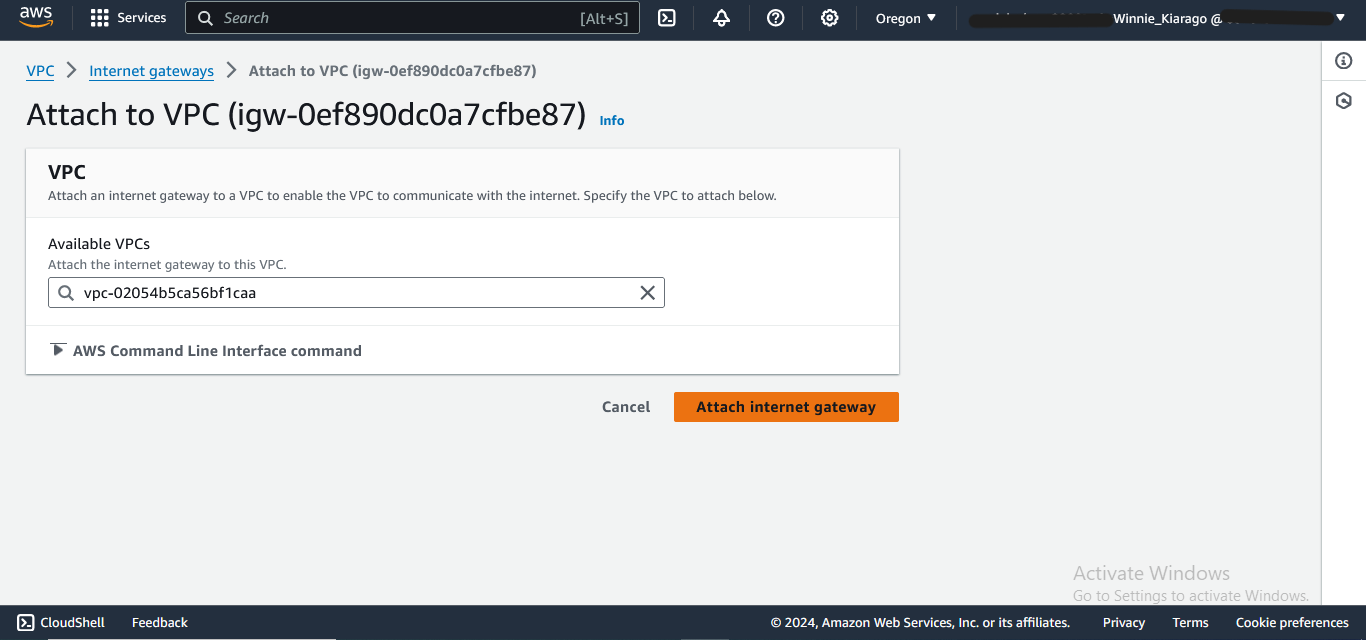 aws
Services
Search [Alt+S]
Oregon
Winnie_Kiarago @
VPC
Internet gateways
Attach to VPC (igw-0ef890dc0a7cfbe87)
Attach to VPC (igw-0ef890dc0a7cfbe87) Info
VPC
Attach an internet gateway to a VPC to enable the VPC to communicate with the internet. Specify the VPC to attach below.
Available VPCs
Attach the internet gateway to this VPC.
vpc-02054b5ca56bf1caa
AWS Command Line Interface command
Cancel
Attach internet gateway
Activate Windows
Go to Settings to activate Windows.
CloudShell
Feedback
© 2024, Amazon Web Services, Inc. or its affiliates.
Privacy
Terms
Cookie preferences